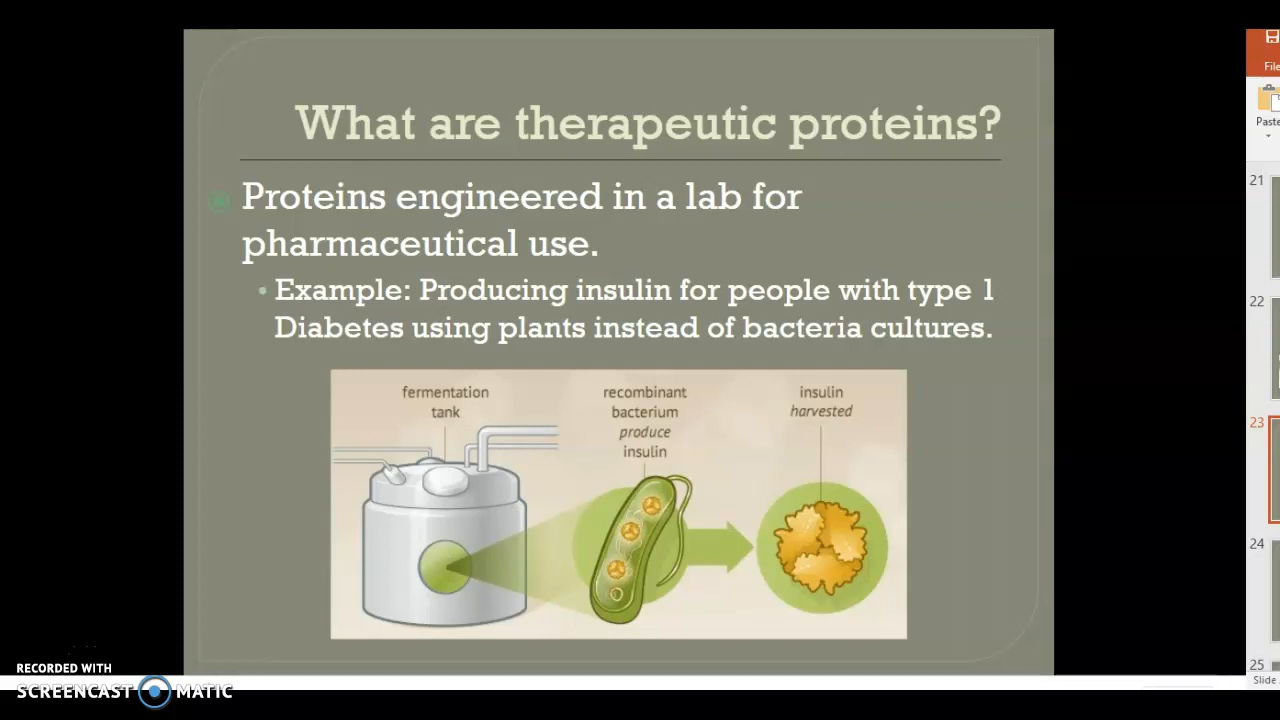 What are therapeutic proteins?
Proteins engineered in a lab for
pharmaceutical use.
• Example: Producing insulin for people with type 1
Diabetes using plants instead of bacteria cultures.
fermentation
tank
recombinant
bacterium
produce
insulin
insulin
harvested
RECORDED WITH
SCREENCAST MATIC
File
Paste
21
22
23
24
25
Slide